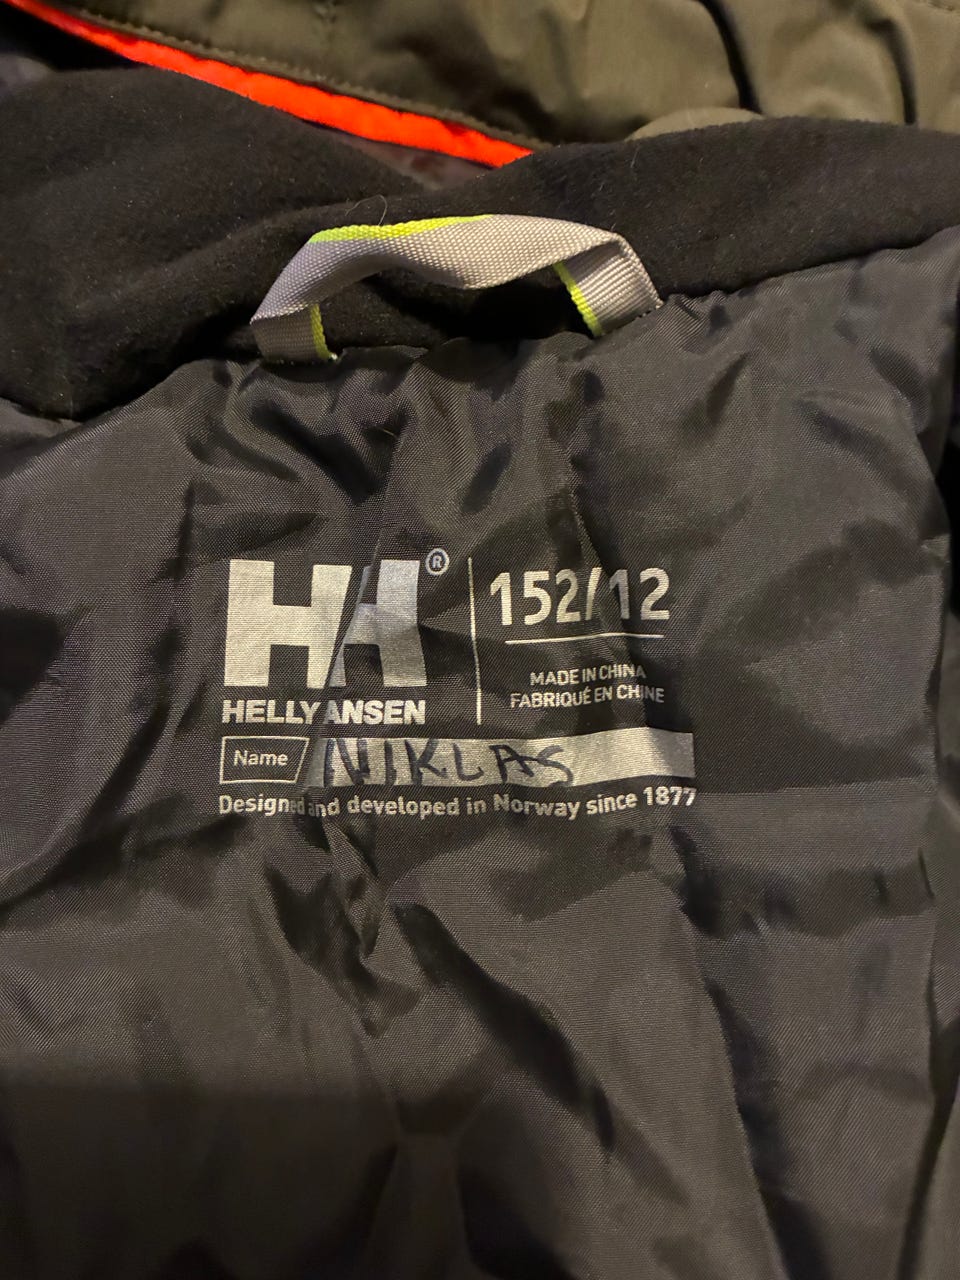 HH®
152/12
MADE IN CHINA
FABRIQUÉ EN CHINE
HELLY HANSEN
Name NIKLAS
Designed and developed in Norway since 1877